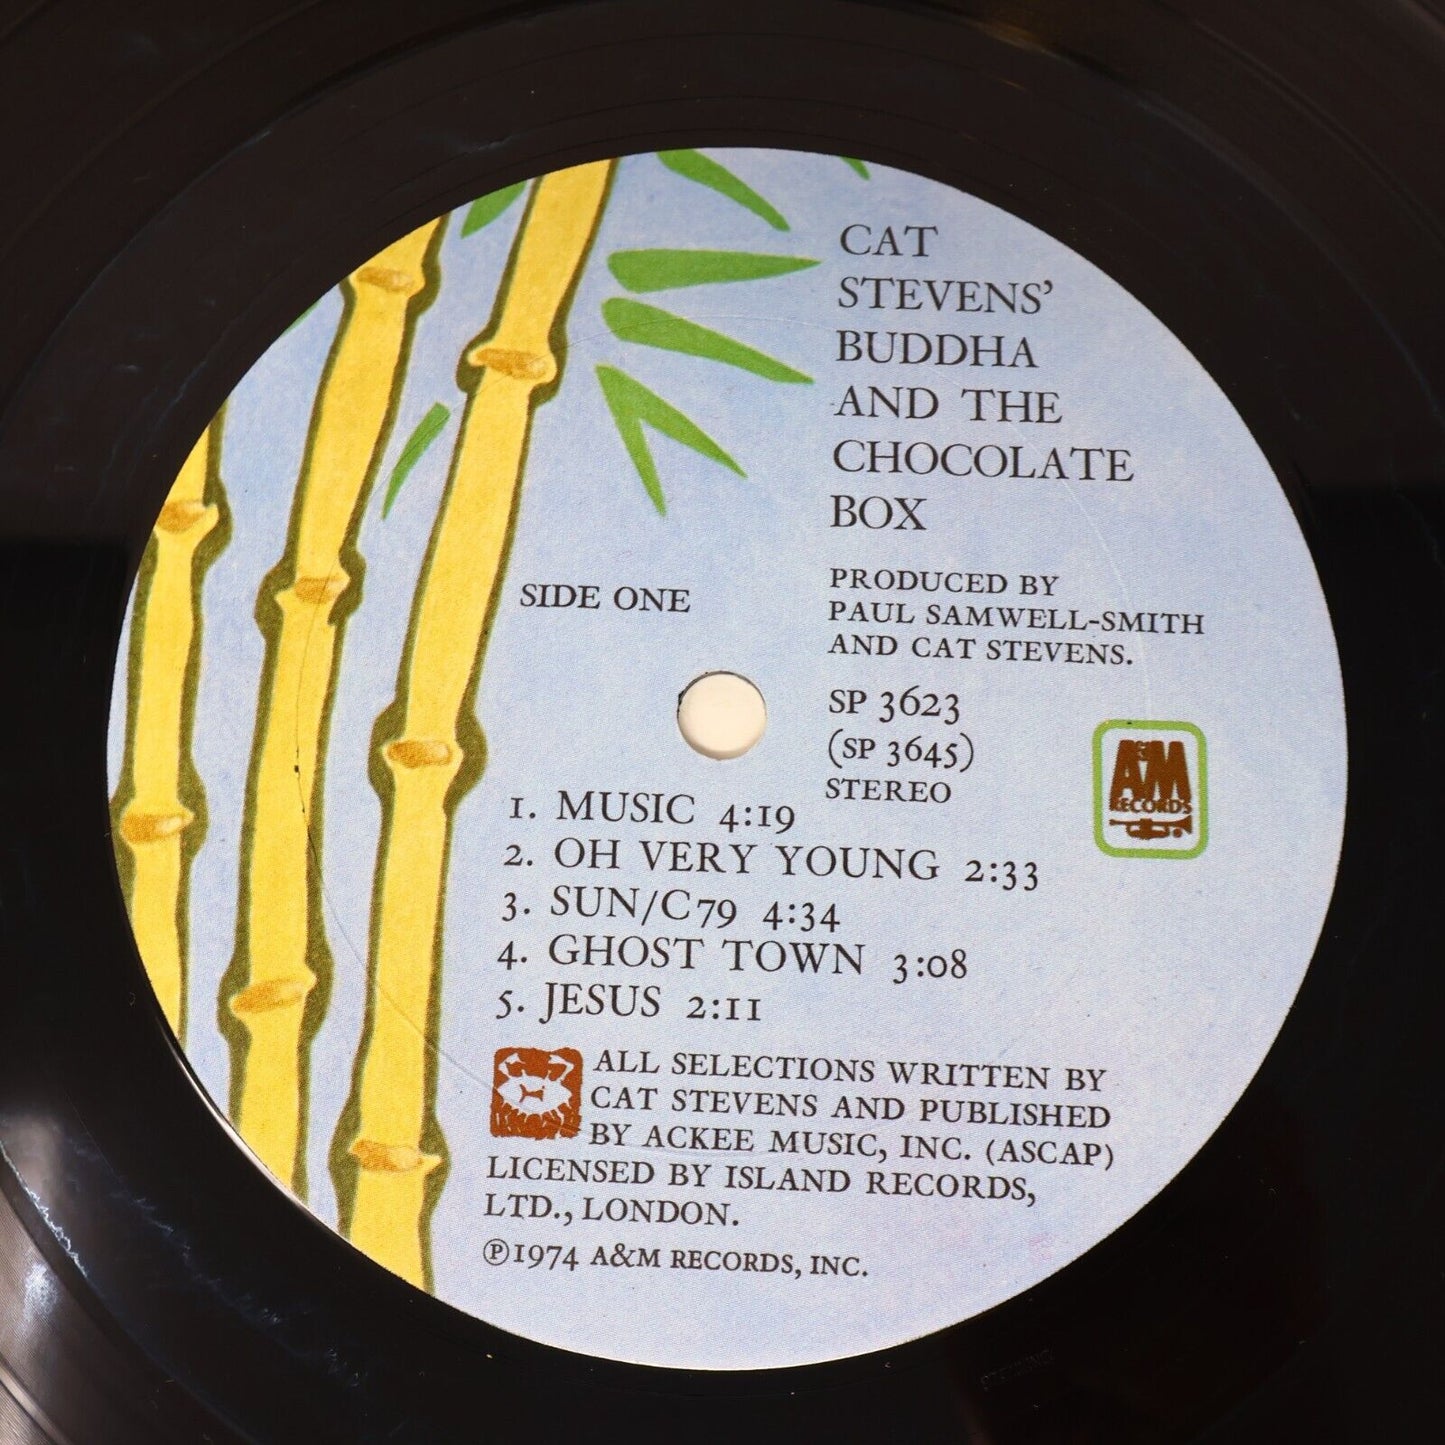 CAT
STEVENS'
BUDDHA
AND THE
CHOCOLATE
BOX
PRODUCED BY
PAUL SAMWELL-SMITH
AND CAT STEVENS.
SIDE ONE
SP 3623
(SP 3645)
STEREO
A&M
RECORDS
1. MUSIC 4:19
2. OH VERY YOUNG 2:33
3. SUN/C79 4:34
4. GHOST TOWN 3:08
5. JESUS 2:11
ALL SELECTIONS WRITTEN BY
CAT STEVENS AND PUBLISHED
BY ACKEE MUSIC, INC. (ASCAP)
LICENSED BY ISLAND RECORDS,
LTD., LONDON.
Ⓟ1974 A&M RECORDS, INC.